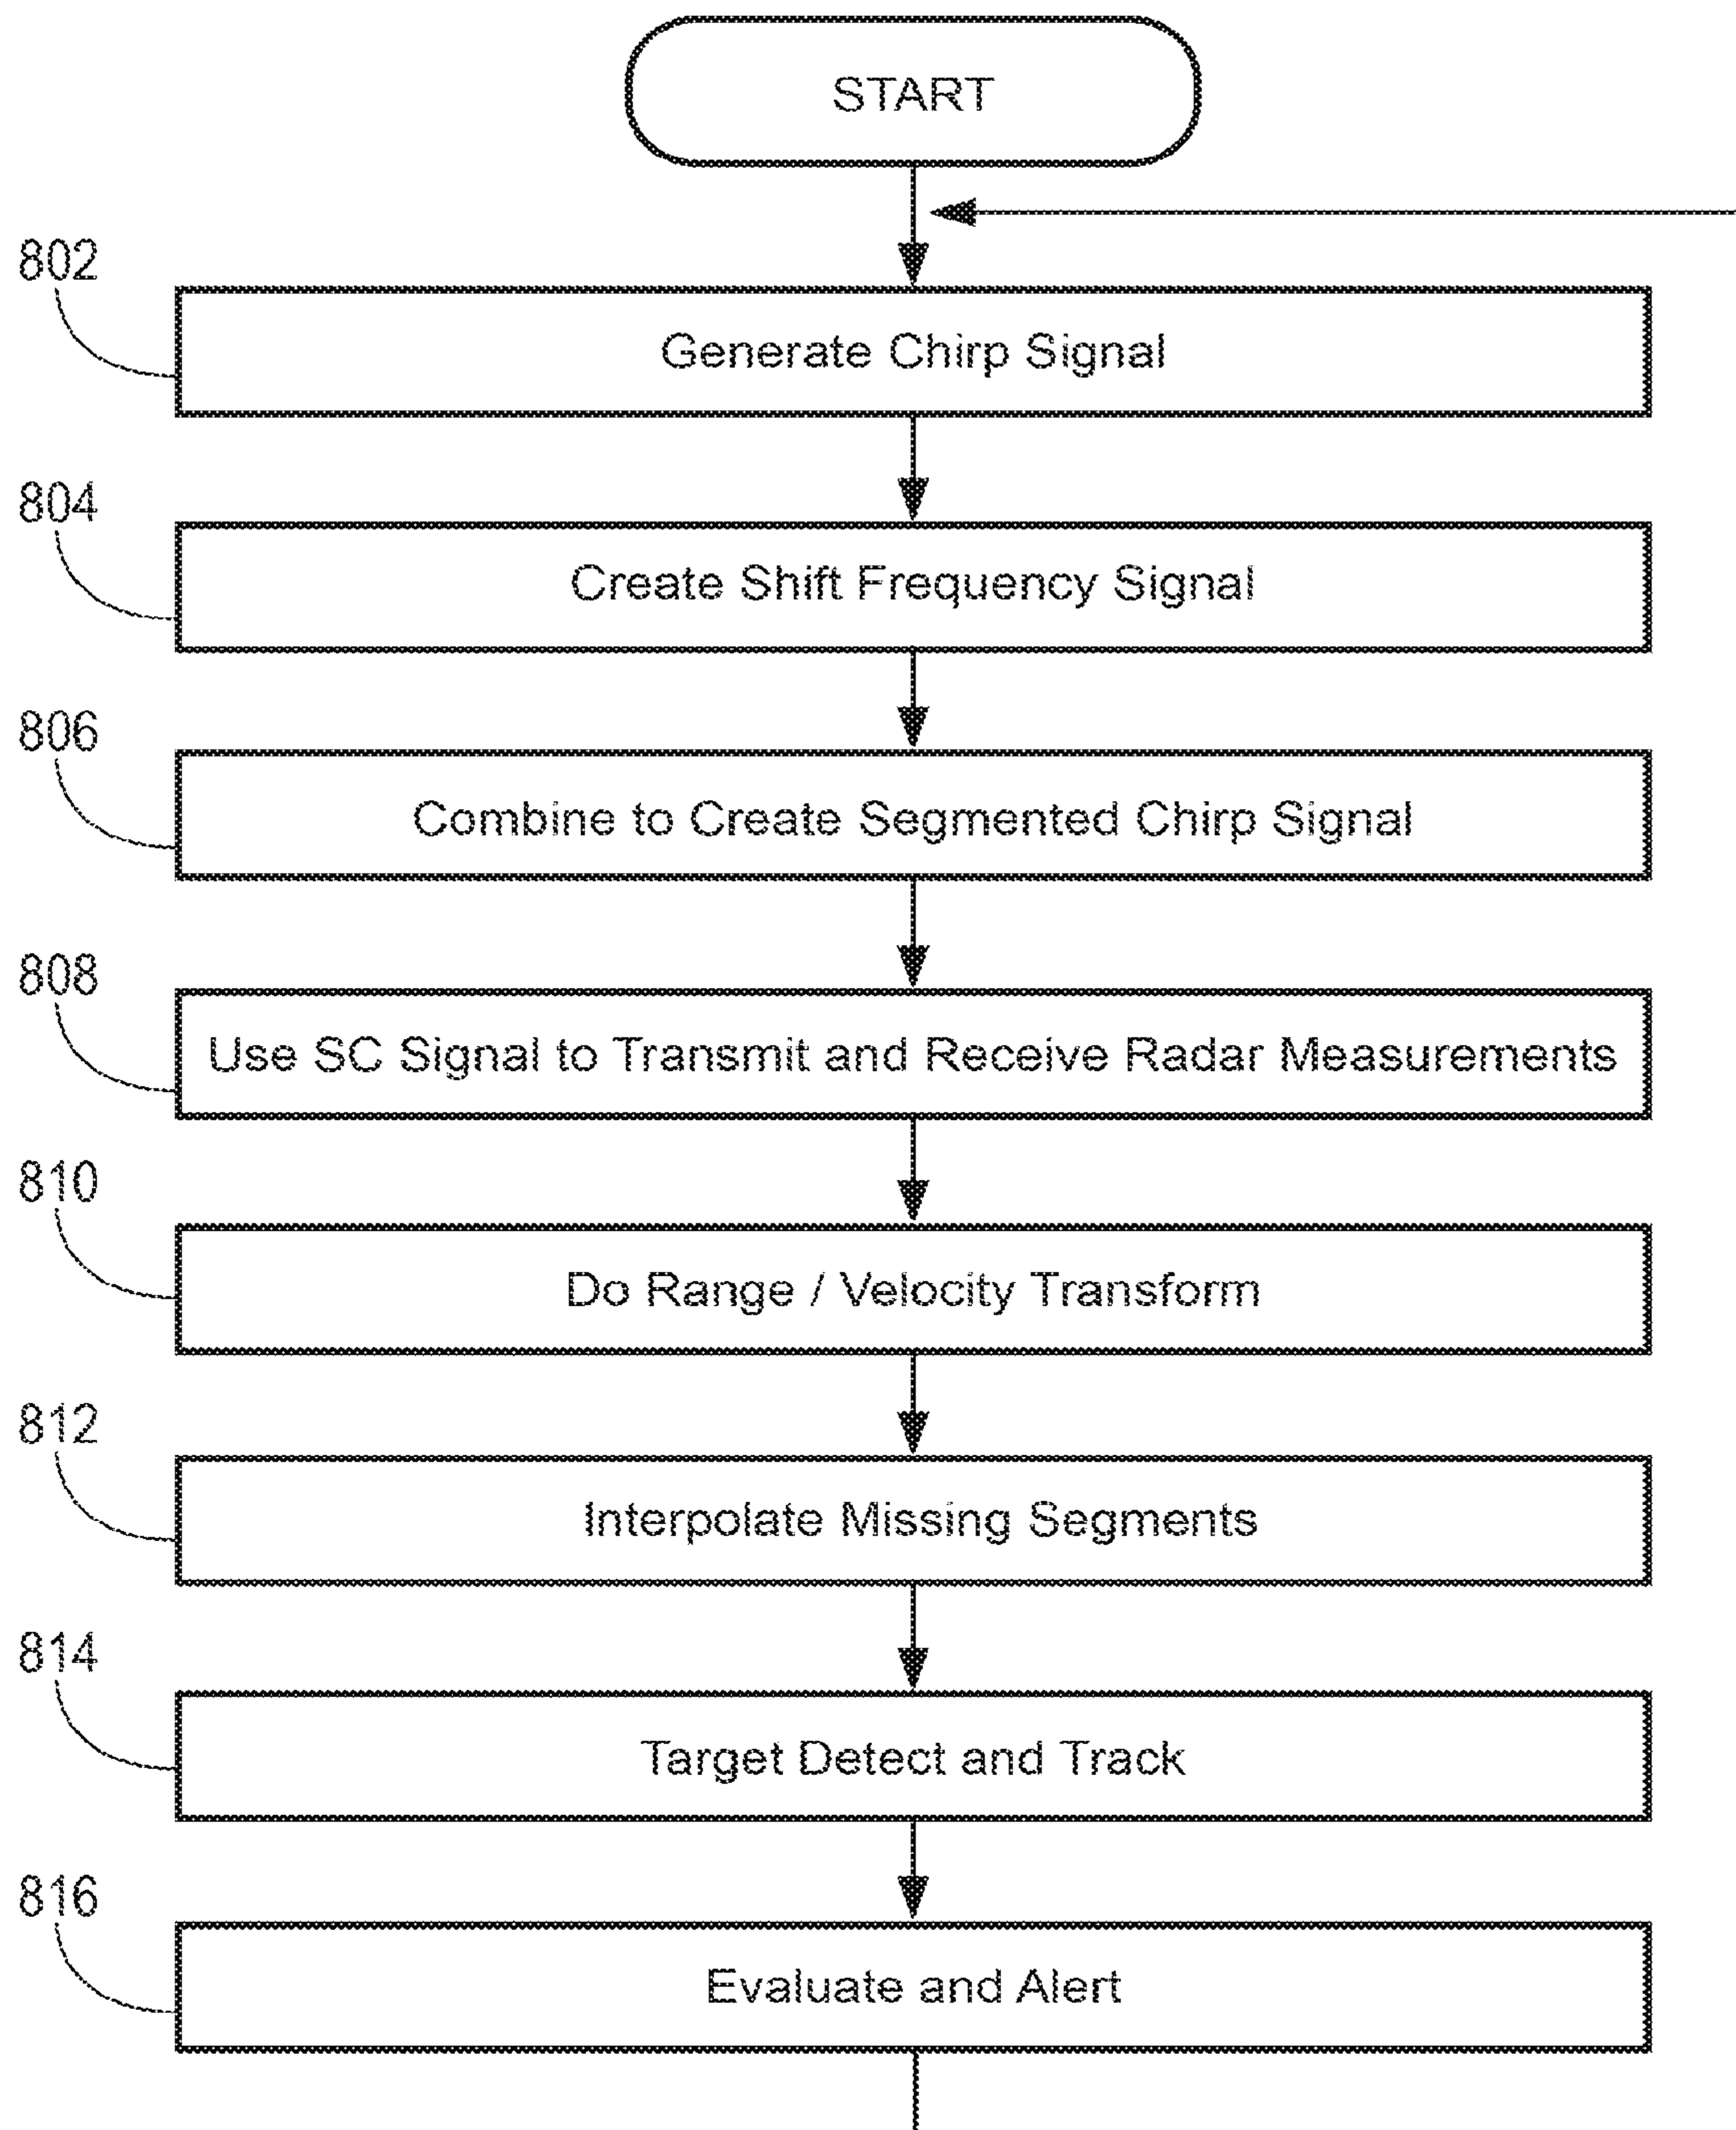 START
802
Generate Chirp Signal
804
Create Shift Frequency Signal
806
Combine to Create Segmented Chirp Signal
808
Use SC Signal to Transmit and Receive Radar Measurements
810
Do Range / Velocity Transform
812
Interpolate Missing Segments
814
Target Detect and Track
816
Evaluate and Alert